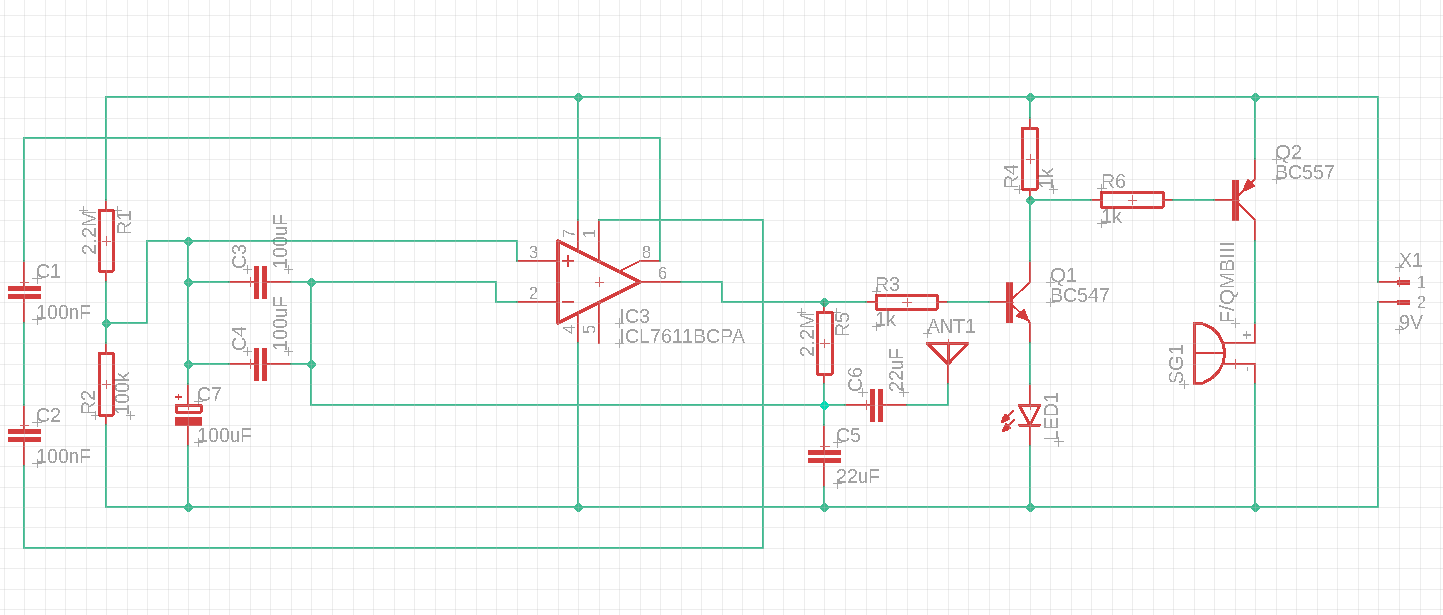 Q2
BC557
R4
1k
R6
1k
2.2M
R1
C3
100uF
F/QMBIII
C1
100nF
3
7
1
8
6
2
4
5
IC3
ICL7611BCPA
C4
100uF
R3
1k
Q1
BC547
X1
1
2
9V
ANT1
2.2M
R5
C6
22uF
SG1
+
-
R2
100k
C7
100uF
+
LED1
C2
100nF
C5
22uF